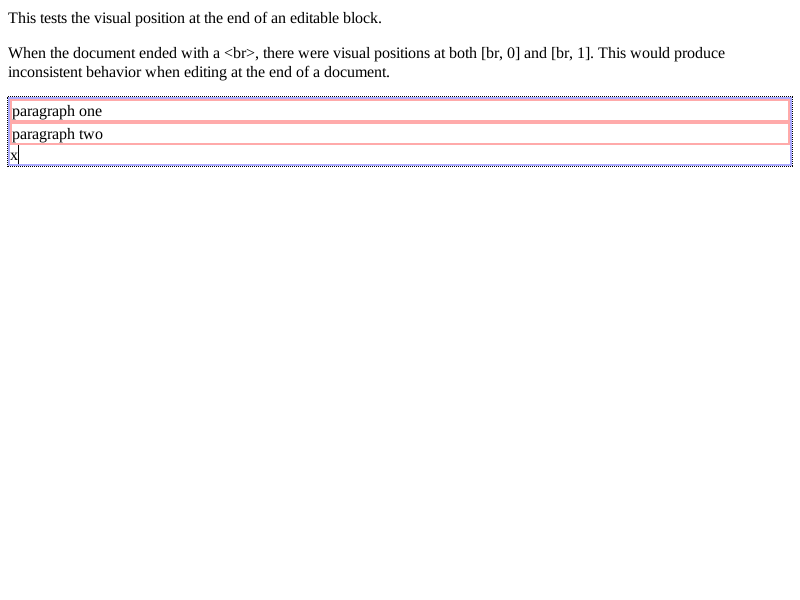 This tests the visual position at the end of an editable block.
When the document ended with a <br>, there were visual positions at both [br, 0] and [br, 1]. This would produce
inconsistent behavior when editing at the end of a document.
paragraph one
paragraph two
x